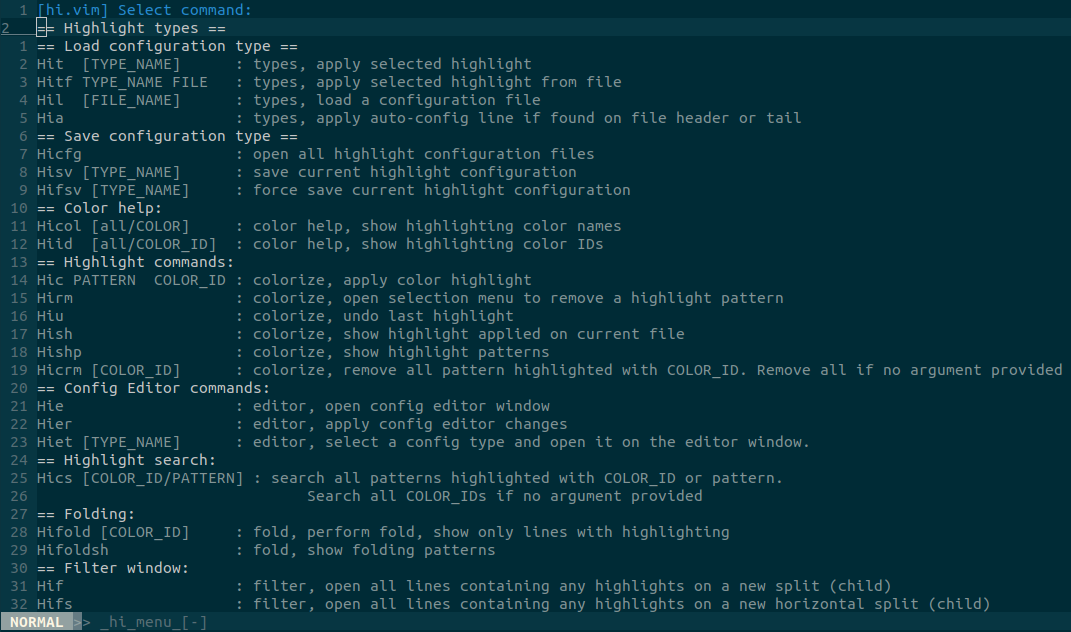 1 [hi.vim] Select command:
2 == Highlight types ==
1 == Load configuration type ==
2 Hit  [TYPE_NAME]      : types, apply selected highlight
3 Hitf TYPE_NAME FILE   : types, apply selected highlight from file
4 Hil  [FILE_NAME]      : types, load a configuration file
5 Hia                   : types, apply auto-config line if found on file header or tail
6 == Save configuration type ==
7 Hicfg                 : open all highlight configuration files
8 Hisv [TYPE_NAME]      : save current highlight configuration
9 Hifsv [TYPE_NAME]     : force save current highlight configuration
10 == Color help:
11 Hicol [all/COLOR]     : color help, show highlighting color names
12 Hiid  [all/COLOR_ID]  : color help, show highlighting color IDs
13 == Highlight commands:
14 Hic PATTERN  COLOR_ID : colorize, apply color highlight
15 Hirm                  : colorize, open selection menu to remove a highlight pattern
16 Hiu                   : colorize, undo last highlight
17 Hish                  : colorize, show highlight applied on current file
18 Hishp                 : colorize, show highlight patterns
19 Hicrm [COLOR_ID]      : colorize, remove all pattern highlighted with COLOR_ID. Remove all if no argument provided
20 == Config Editor commands:
21 Hie                   : editor, open config editor window
22 Hier                  : editor, apply config editor changes
23 Hiet [TYPE_NAME]      : editor, select a config type and open it on the editor window.
24 == Highlight search:
25 Hics [COLOR_ID/PATTERN] : search all patterns highlighted with COLOR_ID or pattern.
26                               Search all COLOR_IDs if no argument provided
27 == Folding:
28 Hifold [COLOR_ID]     : fold, perform fold, show only lines with highlighting
29 Hifoldsh              : fold, show folding patterns
30 == Filter window:
31 Hif                   : filter, open all lines containing any highlights on a new split (child)
32 Hifs                  : filter, open all lines containing any highlights on a new horizontal split (child)
NORMAL >> _hi_menu_[-]